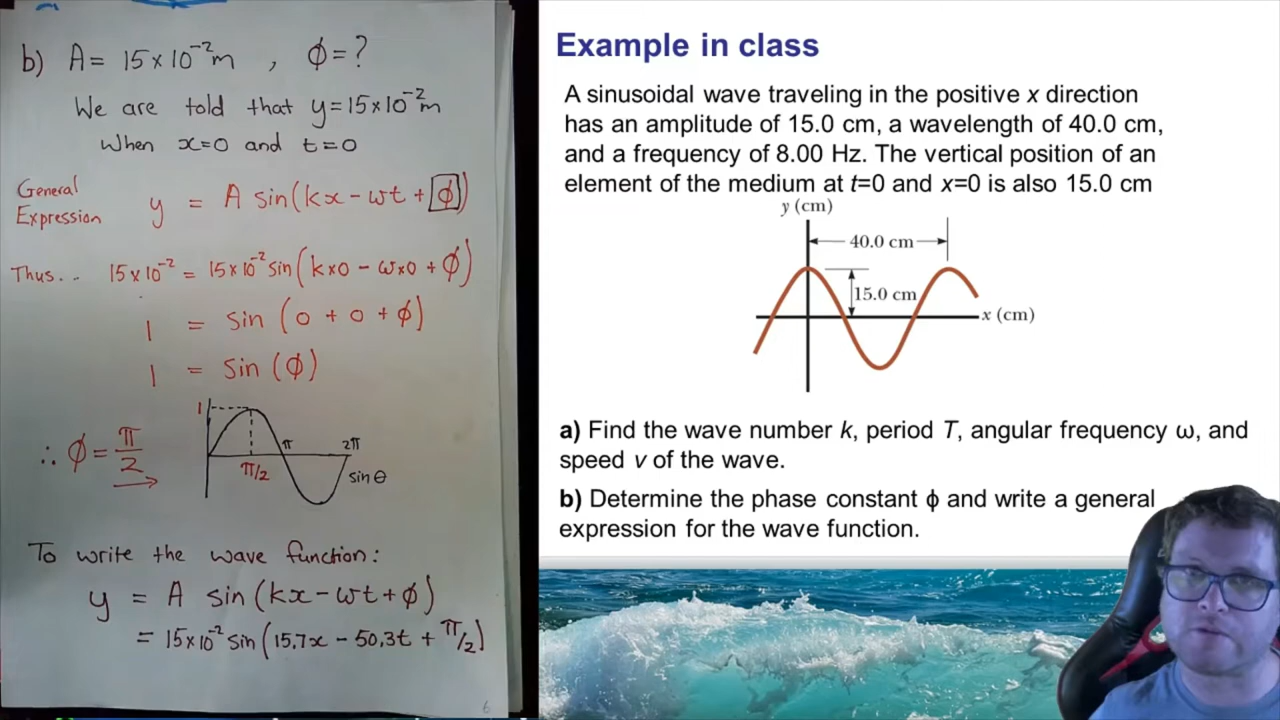 b) A = 15×10⁻²m , ϕ = ?
We are told that y=15×10⁻²m
when x=0 and t=0
General
Expression y = A sin(kx − ωt + ϕ)
Thus... 15×10⁻² = 15×10⁻² sin(k×0 − ω×0 + ϕ)
1 = sin (0 + 0 + ϕ)
1 = sin (ϕ)
1
∴ ϕ = π/2
π/2 π 2π
sin θ
To write the wave function:
y = A sin(kx − ωt + ϕ)
= 15×10⁻² sin(15,7x − 50,3t + π/2)
6
Example in class
A sinusoidal wave traveling in the positive x direction
has an amplitude of 15.0 cm, a wavelength of 40.0 cm,
and a frequency of 8.00 Hz. The vertical position of an
element of the medium at t=0 and x=0 is also 15.0 cm
y (cm)
40.0 cm
15.0 cm
x (cm)
a) Find the wave number k, period T, angular frequency ω, and
speed v of the wave.
b) Determine the phase constant ϕ and write a general
expression for the wave function.